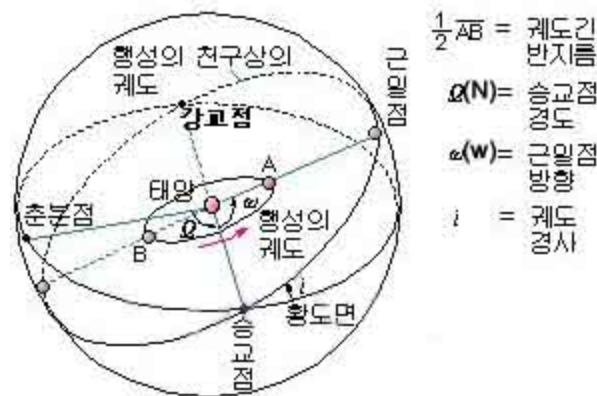 행성의 천구상의
궤도
강교점
근일점
A
태양
ω
춘분점
Ω
행성의
궤도
B
i
황도면
승교점
1/2 AB = 궤도긴
반지름
Ω(N)= 승교점
경도
ω(w)= 근일점
방향
i = 궤도
경사